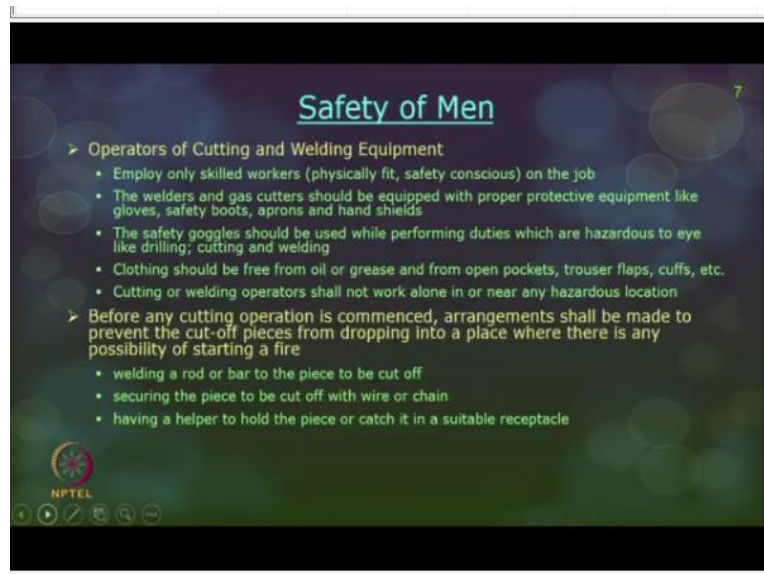 Safety of Men
7
➢ Operators of Cutting and Welding Equipment
▪ Employ only skilled workers (physically fit, safety conscious) on the job
▪ The welders and gas cutters should be equipped with proper protective equipment like
gloves, safety boots, aprons and hand shields
▪ The safety goggles should be used while performing duties which are hazardous to eye
like drilling; cutting and welding
▪ Clothing should be free from oil or grease and from open pockets, trouser flaps, cuffs, etc.
▪ Cutting or welding operators shall not work alone in or near any hazardous location
➢ Before any cutting operation is commenced, arrangements shall be made to
prevent the cut-off pieces from dropping into a place where there is any
possibility of starting a fire
▪ welding a rod or bar to the piece to be cut off
▪ securing the piece to be cut off with wire or chain
▪ having a helper to hold the piece or catch it in a suitable receptacle
NPTEL